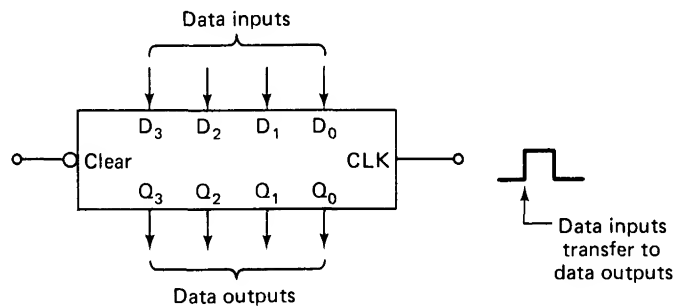 Data inputs
D3 D2 D1 D0
Clear
CLK
Q3 Q2 Q1 Q0
Data outputs
Data inputs
transfer to
data outputs